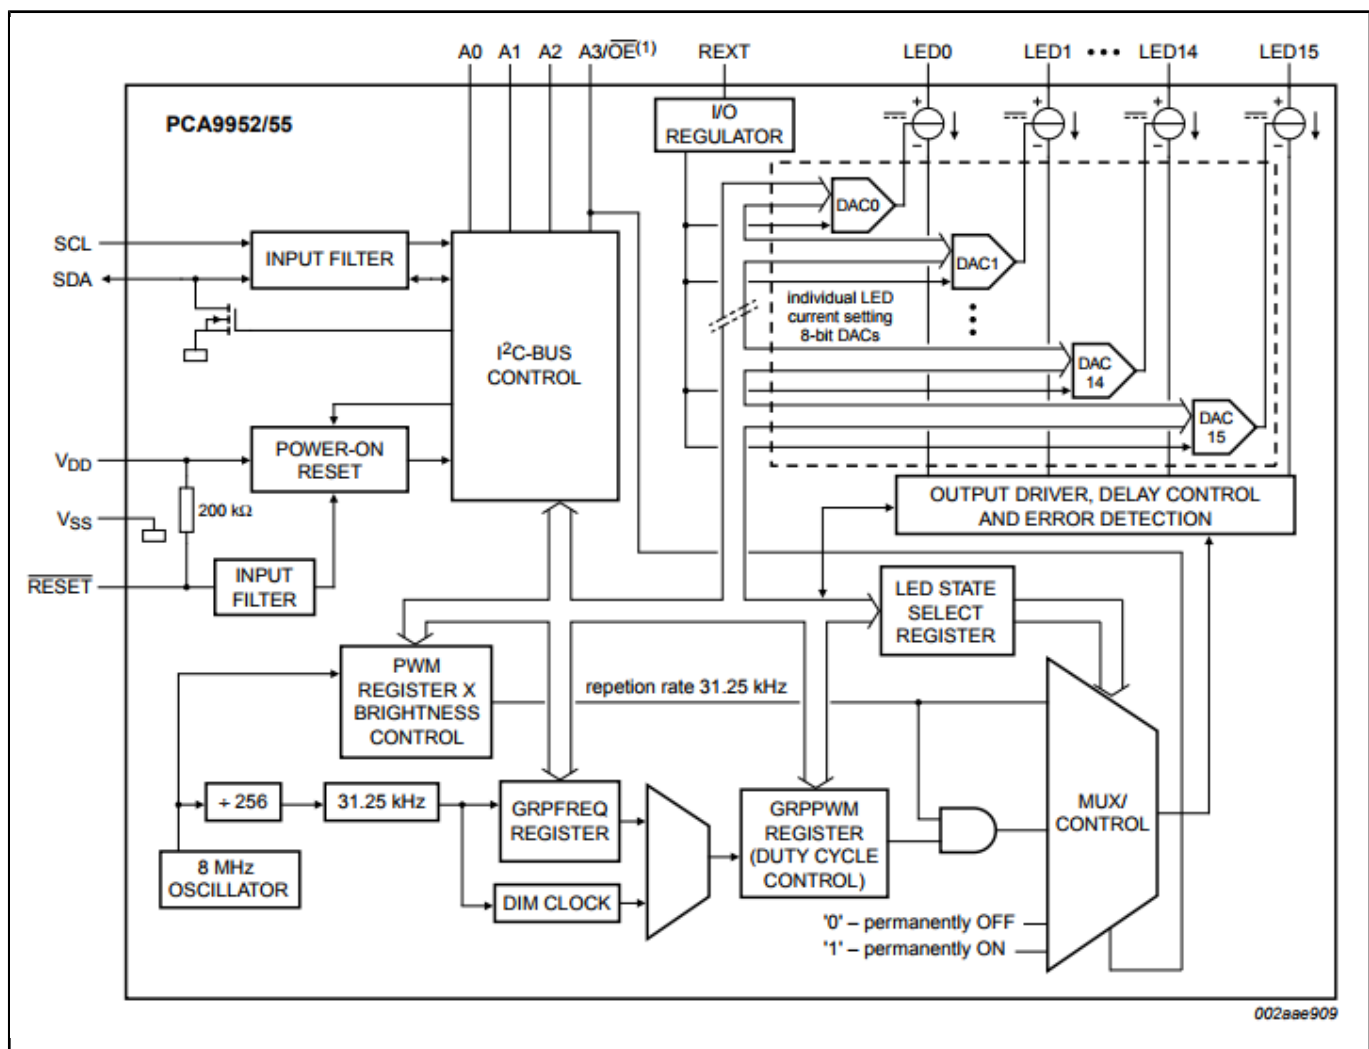 A0 A1 A2 A3/OE(1) REXT LED0 LED1 ••• LED14 LED15
PCA9952/55
I/O
REGULATOR
+ + + +
− − − −
DAC0
SCL
INPUT FILTER
SDA
DAC1
individual LED
current setting
8-bit DACs
I2C-BUS
CONTROL
DAC
14
DAC
15
POWER-ON
RESET
VDD
200 kΩ
VSS
OUTPUT DRIVER, DELAY CONTROL
AND ERROR DETECTION
RESET
INPUT
FILTER
LED STATE
SELECT
REGISTER
PWM
REGISTER X
BRIGHTNESS
CONTROL
repetion rate 31.25 kHz
÷ 256
31.25 kHz
GRPFREQ
REGISTER
GRPPWM
REGISTER
(DUTY CYCLE
CONTROL)
MUX/
CONTROL
8 MHz
OSCILLATOR
DIM CLOCK
'0' – permanently OFF
'1' – permanently ON
002aae909